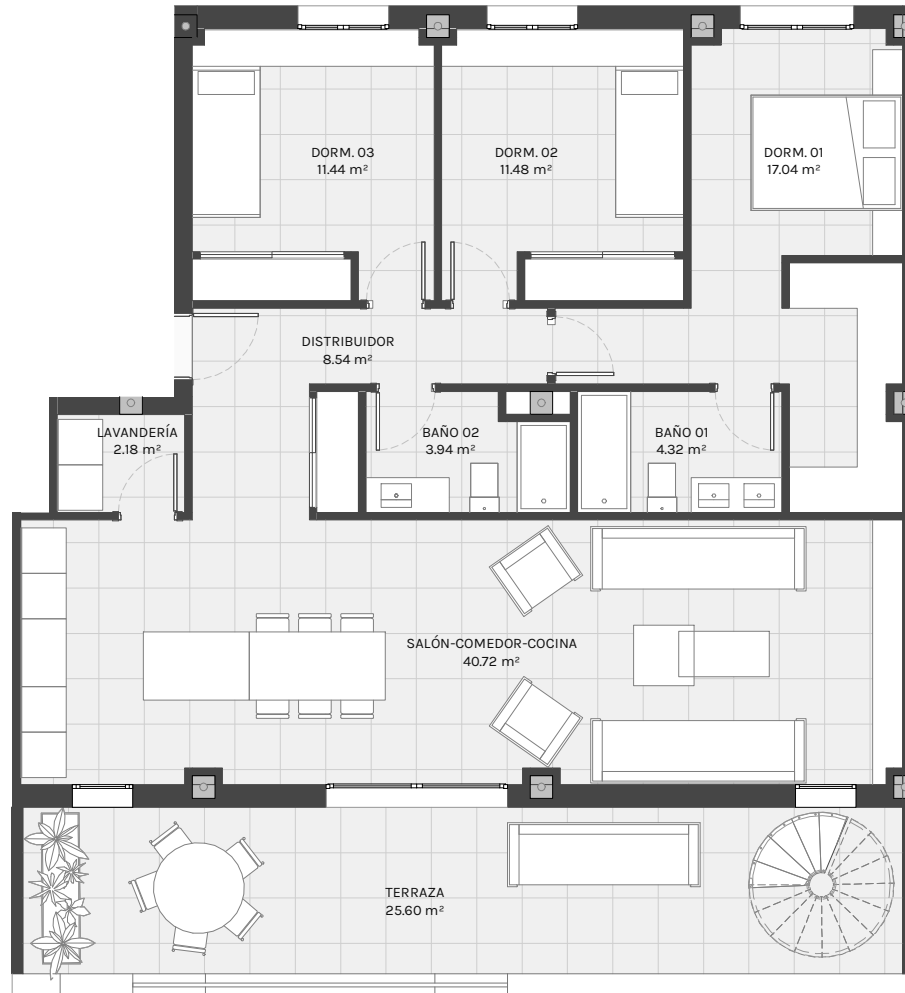 DORM. 03
11.44 m²
DORM. 02
11.48 m²
DORM. 01
17.04 m²
DISTRIBUIDOR
8.54 m²
LAVANDERÍA
2.18 m²
BAÑO 02
3.94 m²
BAÑO 01
4.32 m²
SALÓN-COMEDOR-COCINA
40.72 m²
TERRAZA
25.60 m²